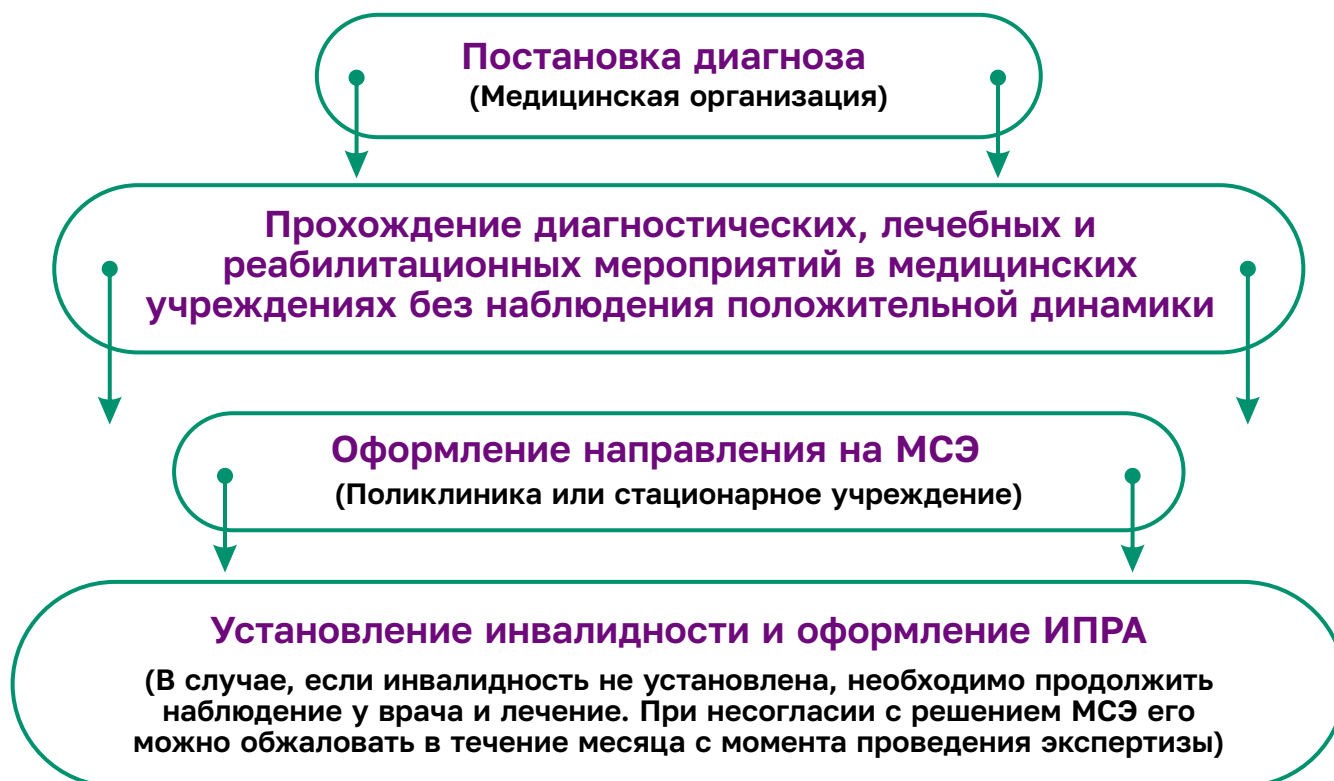 Постановка диагноза
(Медицинская организация)
Прохождение диагностических, лечебных и
реабилитационных мероприятий в медицинских
учреждениях без наблюдения положительной динамики
Оформление направления на МСЭ
(Поликлиника или стационарное учреждение)
Установление инвалидности и оформление ИПРА
(В случае, если инвалидность не установлена, необходимо продолжить
наблюдение у врача и лечение. При несогласии с решением МСЭ его
можно обжаловать в течение месяца с момента проведения экспертизы)